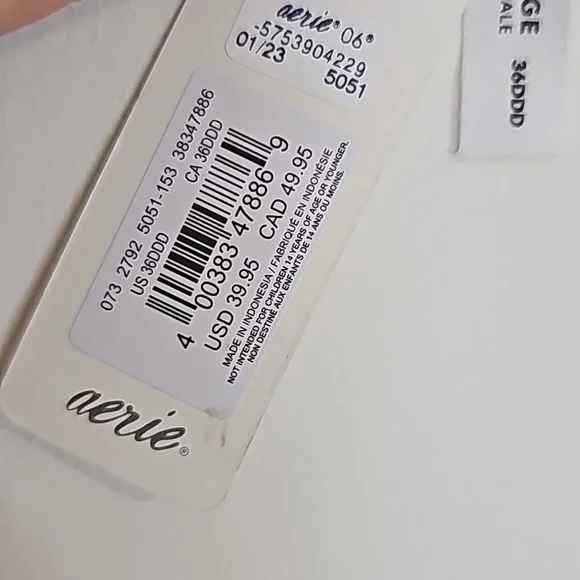 aerie® 06®
-5753904229
01/23 5051
GE
ALE
36DDD
073 2792 5051-153 38347886
US 36DDD CA 36DDD
4 00383 47886 9
USD 39.95 CAD 49.95
MADE IN INDONESIA / FABRIQUÉ EN INDONÉSIE
NOT INTENDED FOR CHILDREN 14 YEARS OF AGE OR YOUNGER.
NON DESTINÉ AUX ENFANTS DE 14 ANS OU MOINS.
aerie®